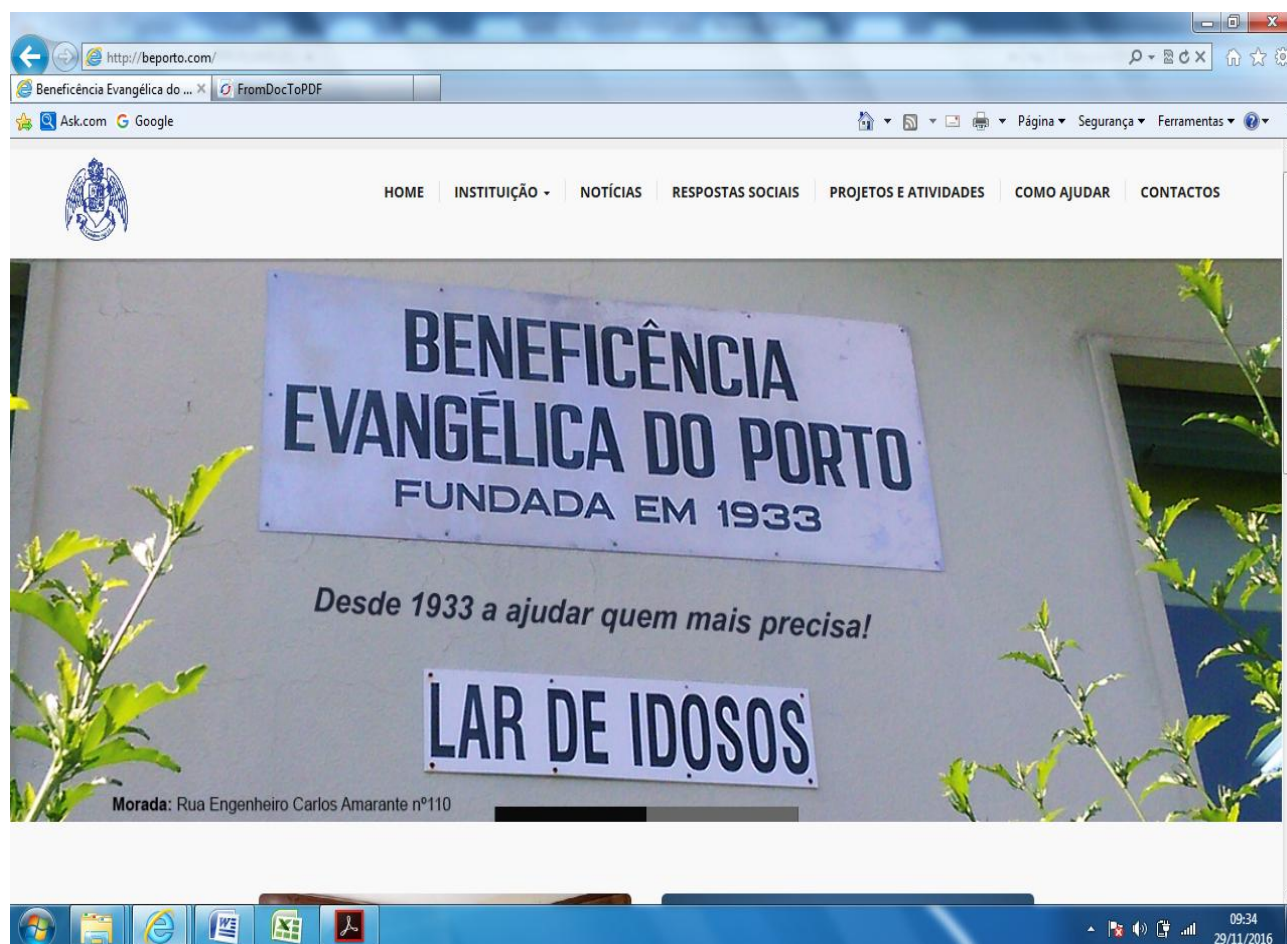 http://beporto.com/
Beneficência Evangélica do ...
FromDocToPDF
Ask.com
Google
Página
Segurança
Ferramentas
HOME
INSTITUIÇÃO
NOTÍCIAS
RESPOSTAS SOCIAIS
PROJETOS E ATIVIDADES
COMO AJUDAR
CONTACTOS
BENEFICÊNCIA
EVANGÉLICA DO PORTO
FUNDADA EM 1933
Desde 1933 a ajudar quem mais precisa!
LAR DE IDOSOS
Morada: Rua Engenheiro Carlos Amarante nº110
09:34
29/11/2016